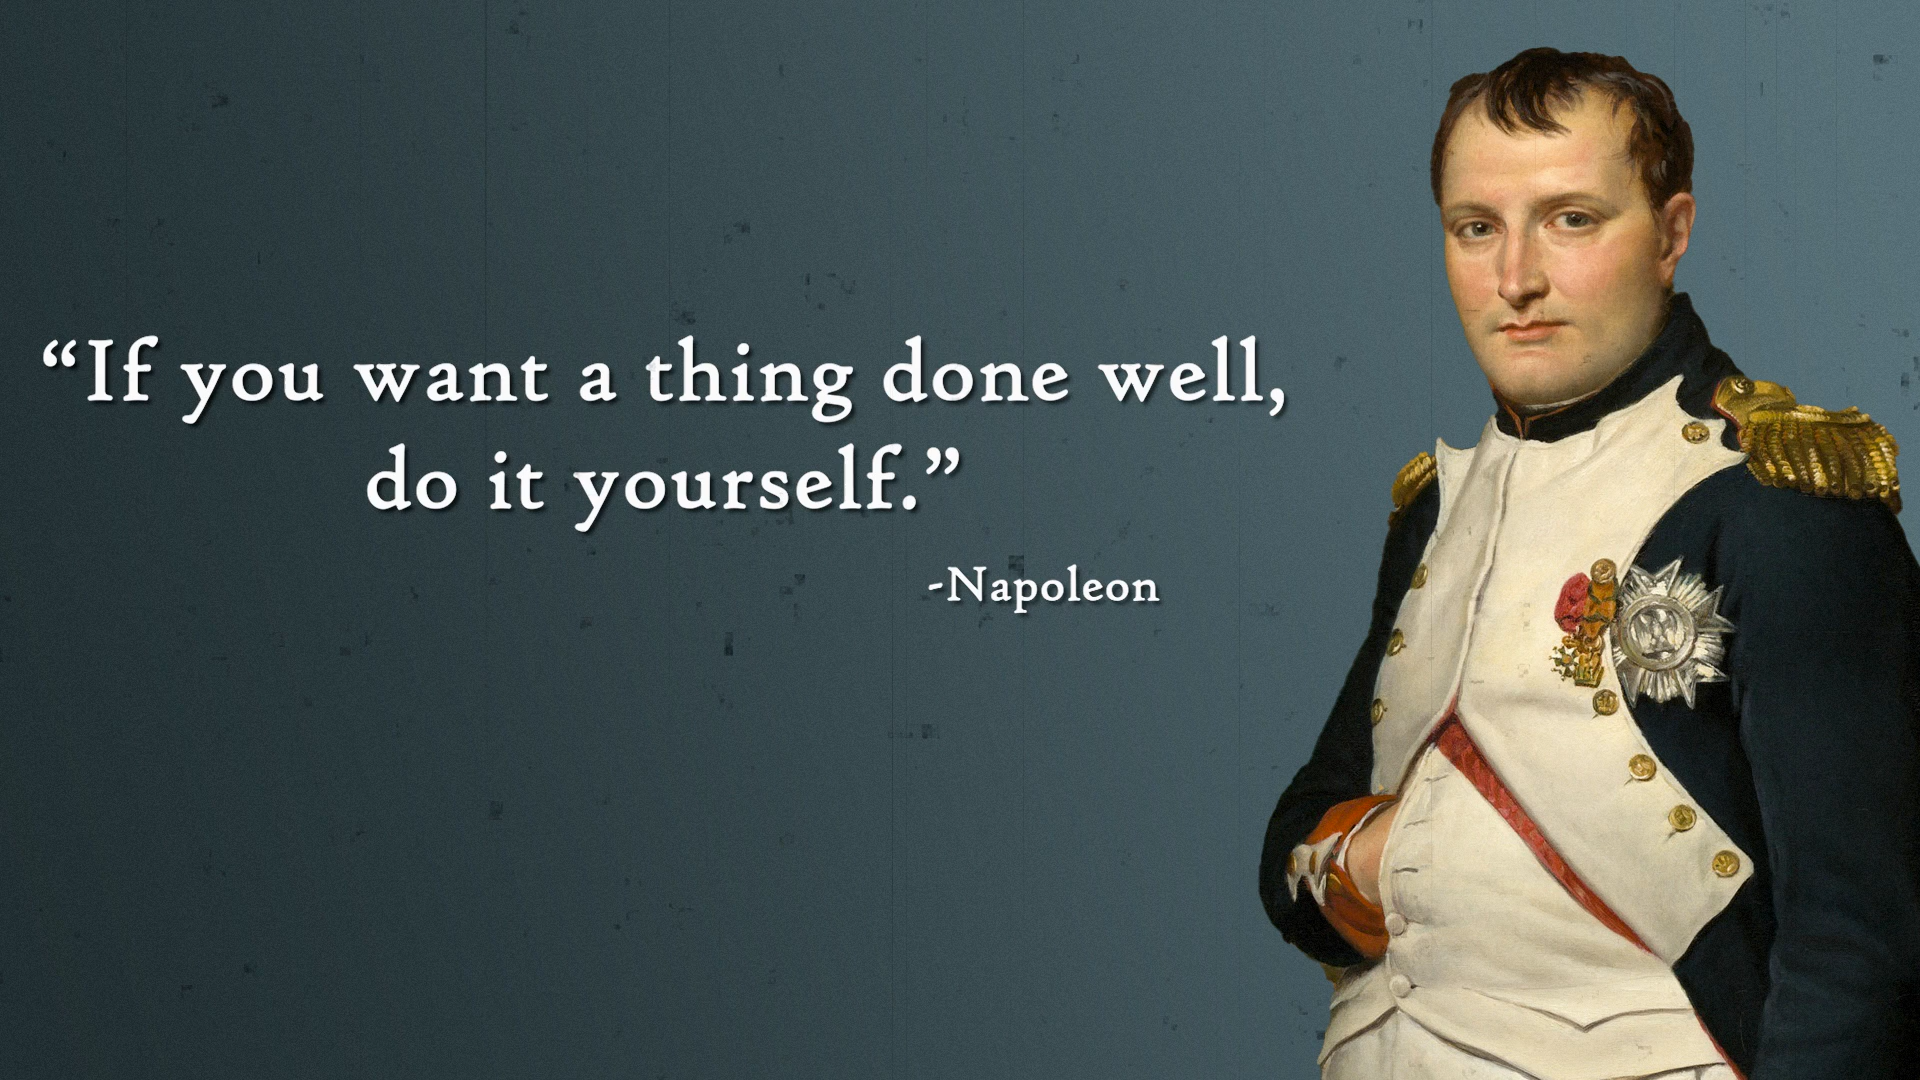 “If you want a thing done well,
do it yourself.”
-Napoleon